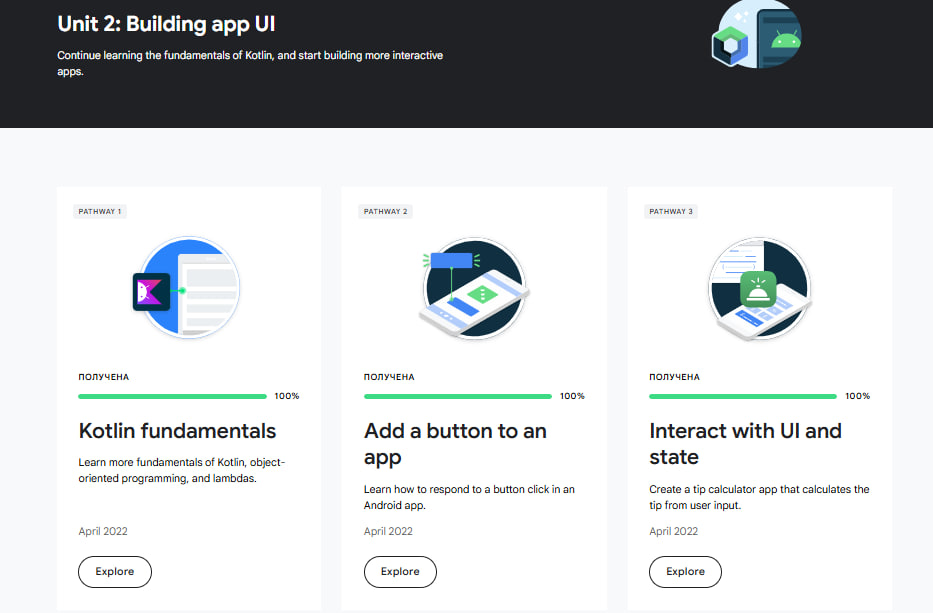 Unit 2: Building app UI
Continue learning the fundamentals of Kotlin, and start building more interactive
apps.
PATHWAY 1
ПОЛУЧЕНА
100%
Kotlin fundamentals
Learn more fundamentals of Kotlin, object-
oriented programming, and lambdas.
April 2022
Explore
PATHWAY 2
ПОЛУЧЕНА
100%
Add a button to an
app
Learn how to respond to a button click in an
Android app.
April 2022
Explore
PATHWAY 3
ПОЛУЧЕНА
100%
Interact with UI and
state
Create a tip calculator app that calculates the
tip from user input.
April 2022
Explore